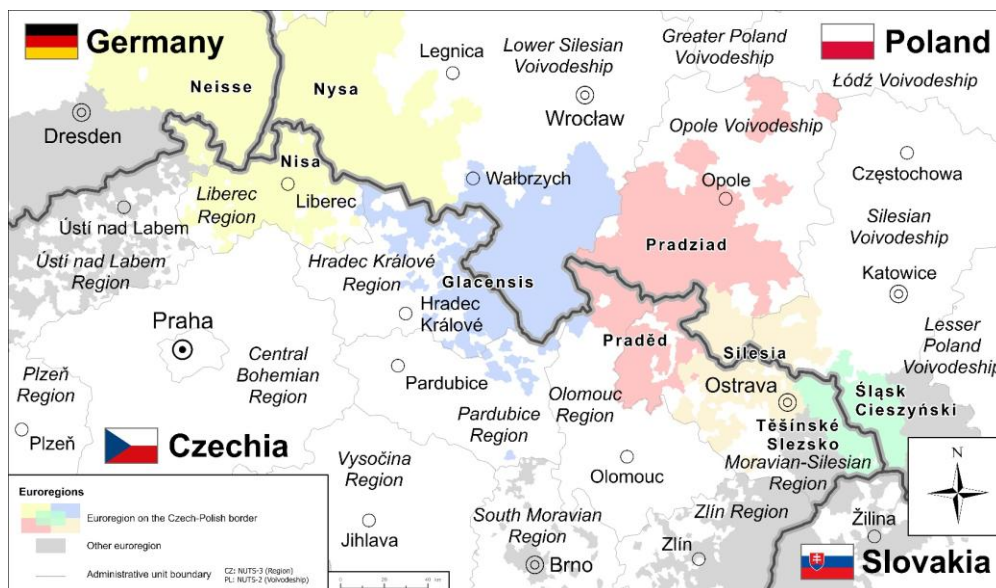 Germany
Poland
Czechia
Slovakia
Legnica
Lower Silesian
Voivodeship
Greater Poland
Voivodeship
Łódź Voivodeship
Neisse
Nysa
Dresden
Wrocław
Opole Voivodeship
Nisa
Liberec
Region
Liberec
Wałbrzych
Opole
Częstochowa
Ústí nad Labem
Silesian
Voivodeship
Ústí nad Labem
Region
Hradec Králové
Region
Glacensis
Pradziad
Katowice
Hradec
Králové
Praha
Praděd
Silesia
Lesser
Poland
Voivodeship
Plzeň
Region
Central
Bohemian
Region
Pardubice
Olomouc
Region
Ostrava
Śląsk
Cieszyński
Plzeň
Pardubice
Region
Těšínské
Slezsko
Moravian-Silesian
Region
Vysočina
Region
Olomouc
N
South Moravian
Region
Zlín Region
Žilina
Jihlava
Brno
Zlín
Euroregions
Euroregion on the Czech-Polish border
Other euroregion
Administrative unit boundary
CZ: NUTS-3 (Region)
PL: NUTS-2 (Voivodeship)